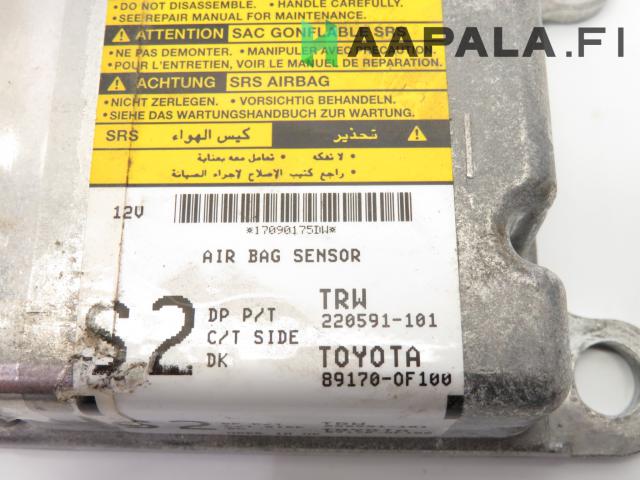 • DO NOT DISASSEMBLE. • HANDLE CAREFULLY.
• SEE REPAIR MANUAL FOR MAINTENANCE.
ATTENTION SAC GONFLABLE SRS
HAAPALA.FI
• NE PAS DEMONTER. • MANIPULER AVEC PRECAUTION.
• POUR L'ENTRETIEN, VOIR LE MANUEL DE REPARATION.
ACHTUNG SRS AIRBAG
• NICHT ZERLEGEN. • VORSICHTIG BEHANDELN.
• SIEHE DAS WARTUNGSHANDBUCH ZUR WARTUNG.
تحذير كيس الهواء SRS
• لا تفكه • تعامل معه بعناية
• راجع كتيب الإصلاح لإجراء الصيانة
12V
*17090175DW*
AIR BAG SENSOR
S2 DP P/T TRW
C/T SIDE 220591-101
DK TOYOTA
89170-0F100
S2 TRW